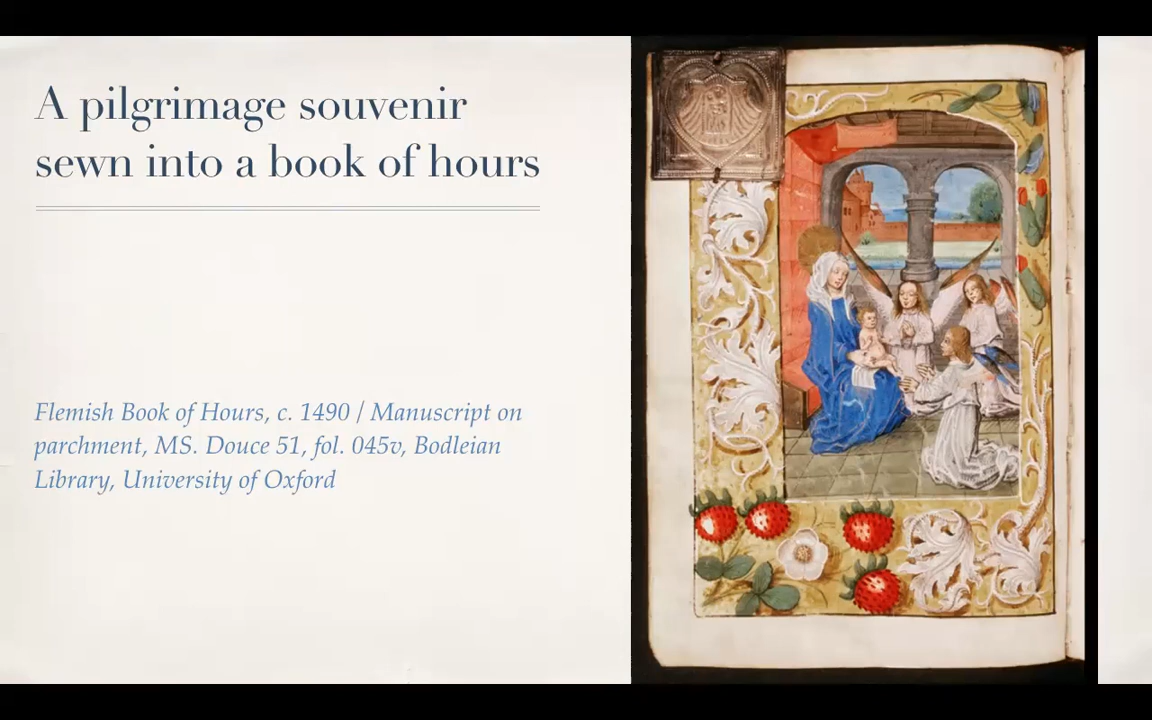 A pilgrimage souvenir
sewn into a book of hours
Flemish Book of Hours, c. 1490 / Manuscript on
parchment, MS. Douce 51, fol. 045v, Bodleian
Library, University of Oxford